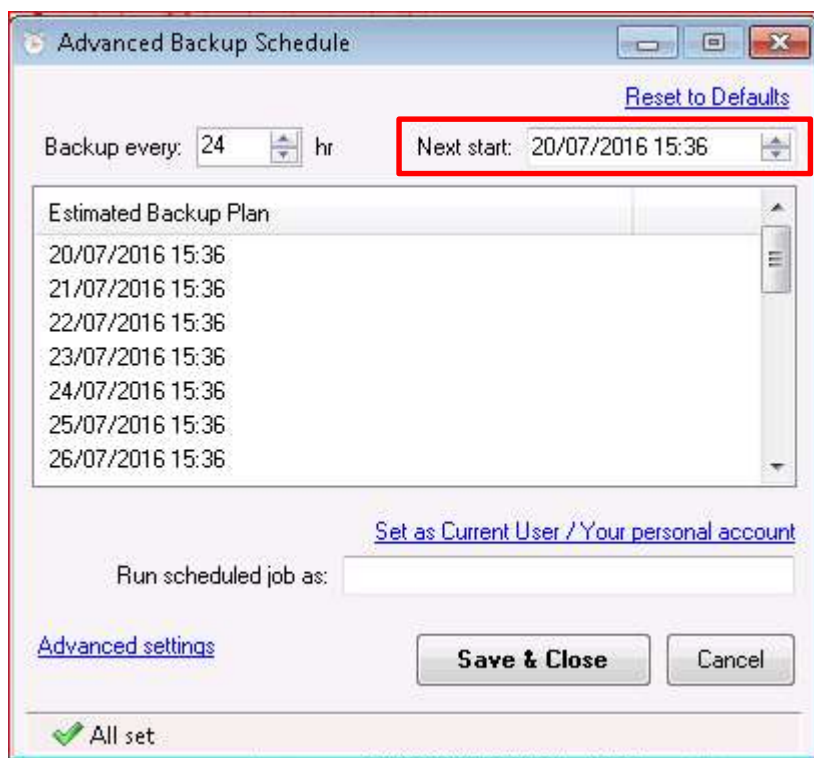 Advanced Backup Schedule
Reset to Defaults
Backup every: 24 hr Next start: 20/07/2016 15:36
Estimated Backup Plan
20/07/2016 15:36
21/07/2016 15:36
22/07/2016 15:36
23/07/2016 15:36
24/07/2016 15:36
25/07/2016 15:36
26/07/2016 15:36
Set as Current User / Your personal account
Run scheduled job as:
Advanced settings Save & Close Cancel
All set